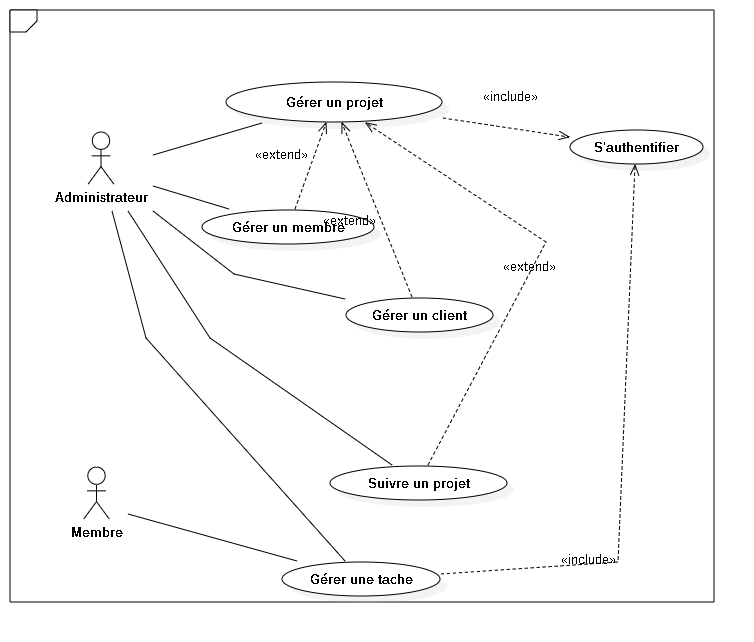 Gérer un projet
«include»
S'authentifier
«extend»
Administrateur
«extend»
Gérer un membre
«extend»
Gérer un client
Suivre un projet
Membre
«include»
Gérer une tache